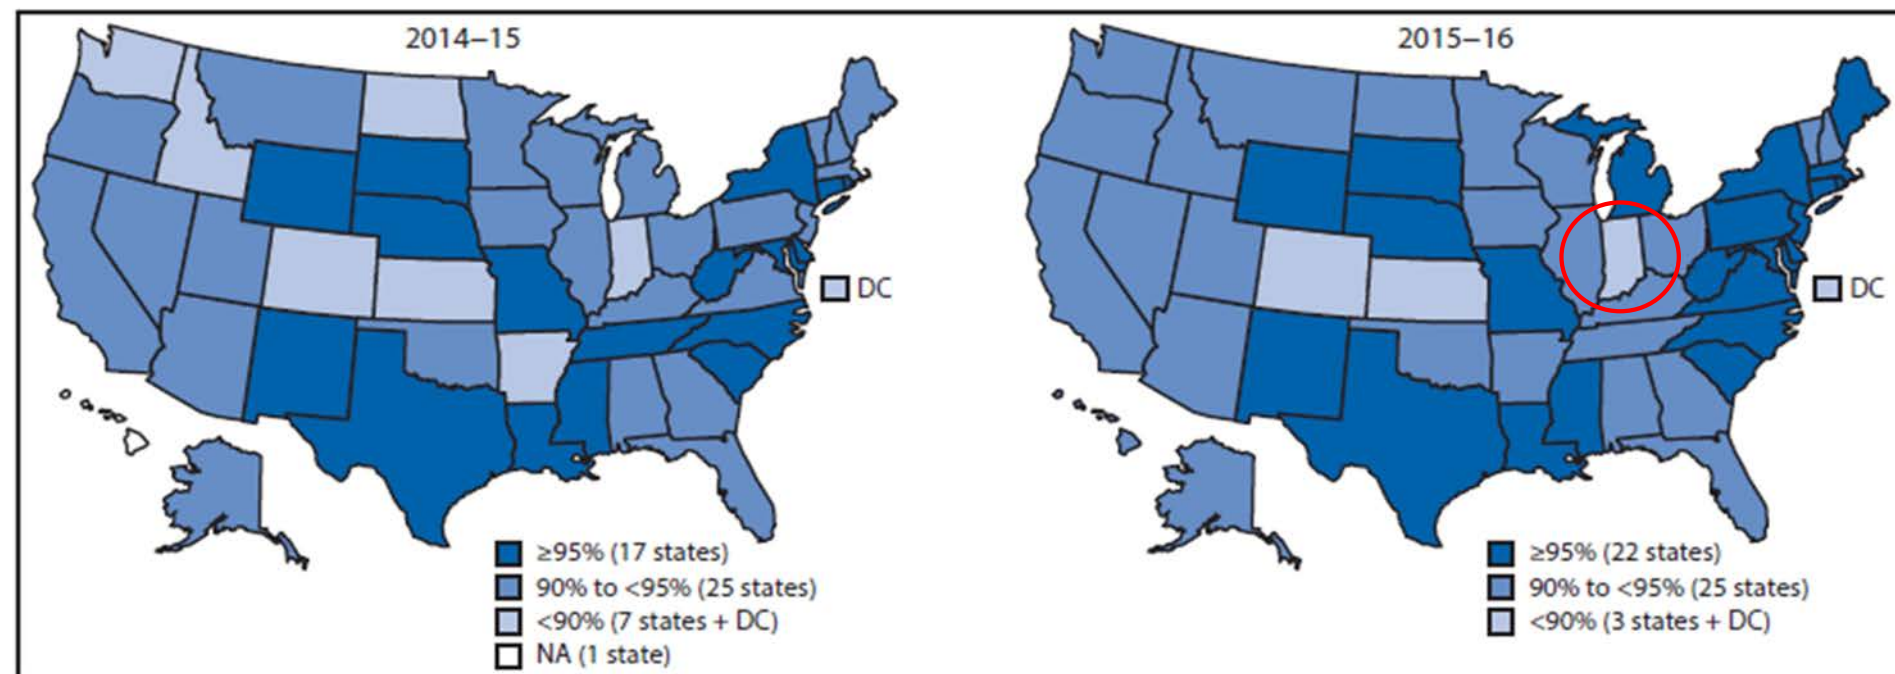 2014–15
DC
≥95% (17 states)
90% to <95% (25 states)
<90% (7 states + DC)
NA (1 state)
2015–16
DC
≥95% (22 states)
90% to <95% (25 states)
<90% (3 states + DC)